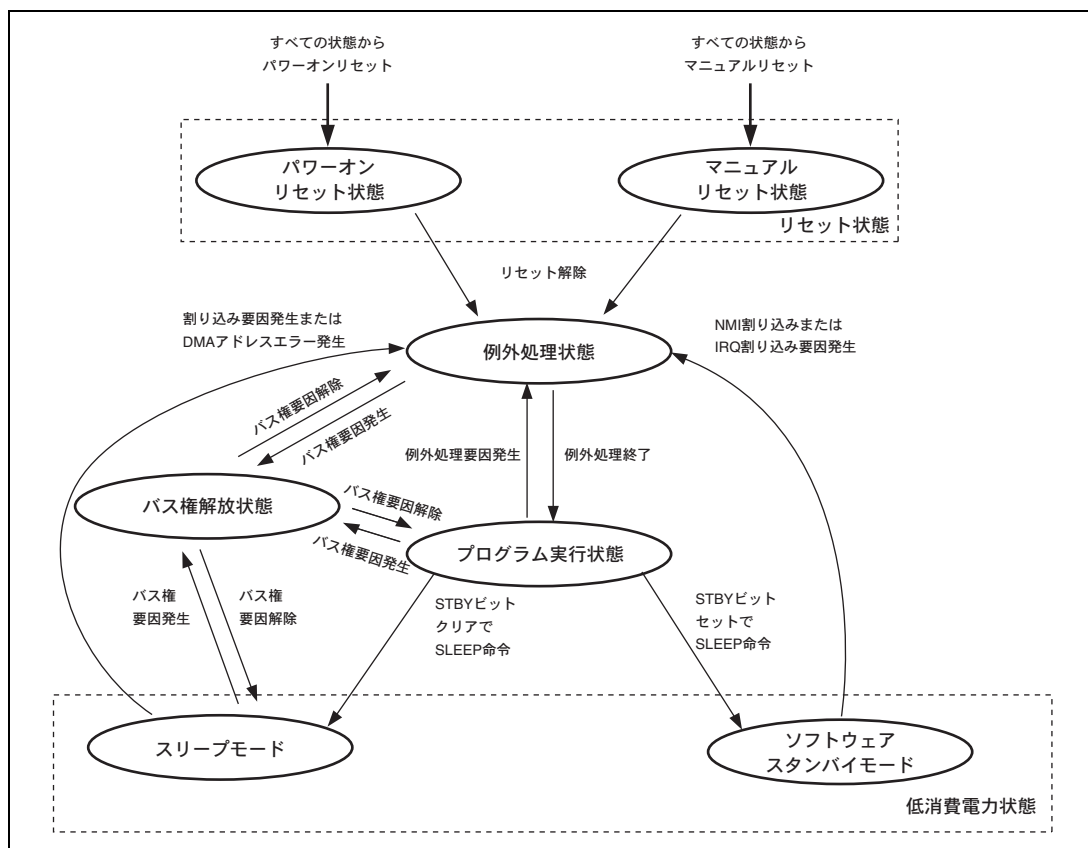 すべての状態から
パワーオンリセット
すべての状態から
マニュアルリセット
パワーオン
リセット状態
マニュアル
リセット状態
リセット状態
リセット解除
割り込み要因発生または
DMAアドレスエラー発生
NMI割り込みまたは
IRQ割り込み要因発生
例外処理状態
バス権要因解除
バス権要因発生
例外処理要因発生
例外処理終了
バス権解放状態
バス権要因解除
バス権要因発生
プログラム実行状態
バス権
要因発生
バス権
要因解除
STBYビット
クリアで
SLEEP命令
STBYビット
セットで
SLEEP命令
スリープモード
ソフトウェア
スタンバイモード
低消費電力状態